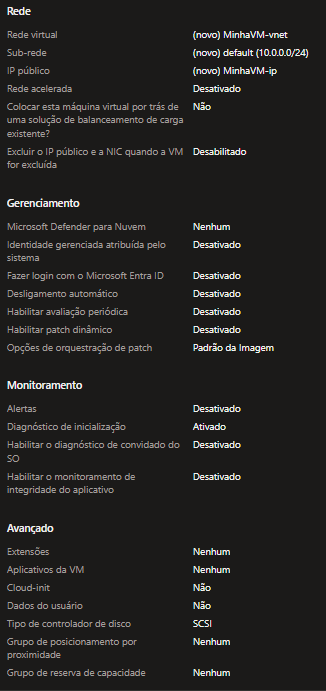 Rede
Rede virtual (novo) MinhaVM-vnet
Sub-rede (novo) default (10.0.0.0/24)
IP público (novo) MinhaVM-ip
Rede acelerada Desativado
Colocar esta máquina virtual por trás de Não
uma solução de balanceamento de carga
existente?
Excluir o IP público e a NIC quando a VM Desabilitado
for excluída
Gerenciamento
Microsoft Defender para Nuvem Nenhum
Identidade gerenciada atribuída pelo Desativado
sistema
Fazer login com o Microsoft Entra ID Desativado
Desligamento automático Desativado
Habilitar avaliação periódica Desativado
Habilitar patch dinâmico Desativado
Opções de orquestração de patch Padrão da Imagem
Monitoramento
Alertas Desativado
Diagnóstico de inicialização Ativado
Habilitar o diagnóstico de convidado do Desativado
SO
Habilitar o monitoramento de Desativado
integridade do aplicativo
Avançado
Extensões Nenhum
Aplicativos da VM Nenhum
Cloud-init Não
Dados do usuário Não
Tipo de controlador de disco SCSI
Grupo de posicionamento por Nenhum
proximidade
Grupo de reserva de capacidade Nenhum